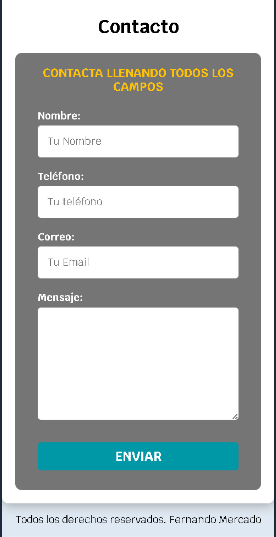 Contacto
CONTACTA LLENANDO TODOS LOS
CAMPOS
Nombre:
Tu Nombre
Teléfono:
Tu teléfono
Correo:
Tu Email
Mensaje:
ENVIAR
Todos los derechos reservados. Fernando Mercado